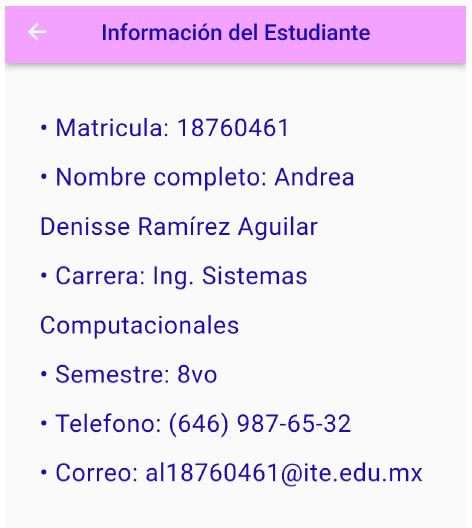 Información del Estudiante
• Matricula: 18760461
• Nombre completo: Andrea
Denisse Ramírez Aguilar
• Carrera: Ing. Sistemas
Computacionales
• Semestre: 8vo
• Telefono: (646) 987-65-32
• Correo: al18760461@ite.edu.mx